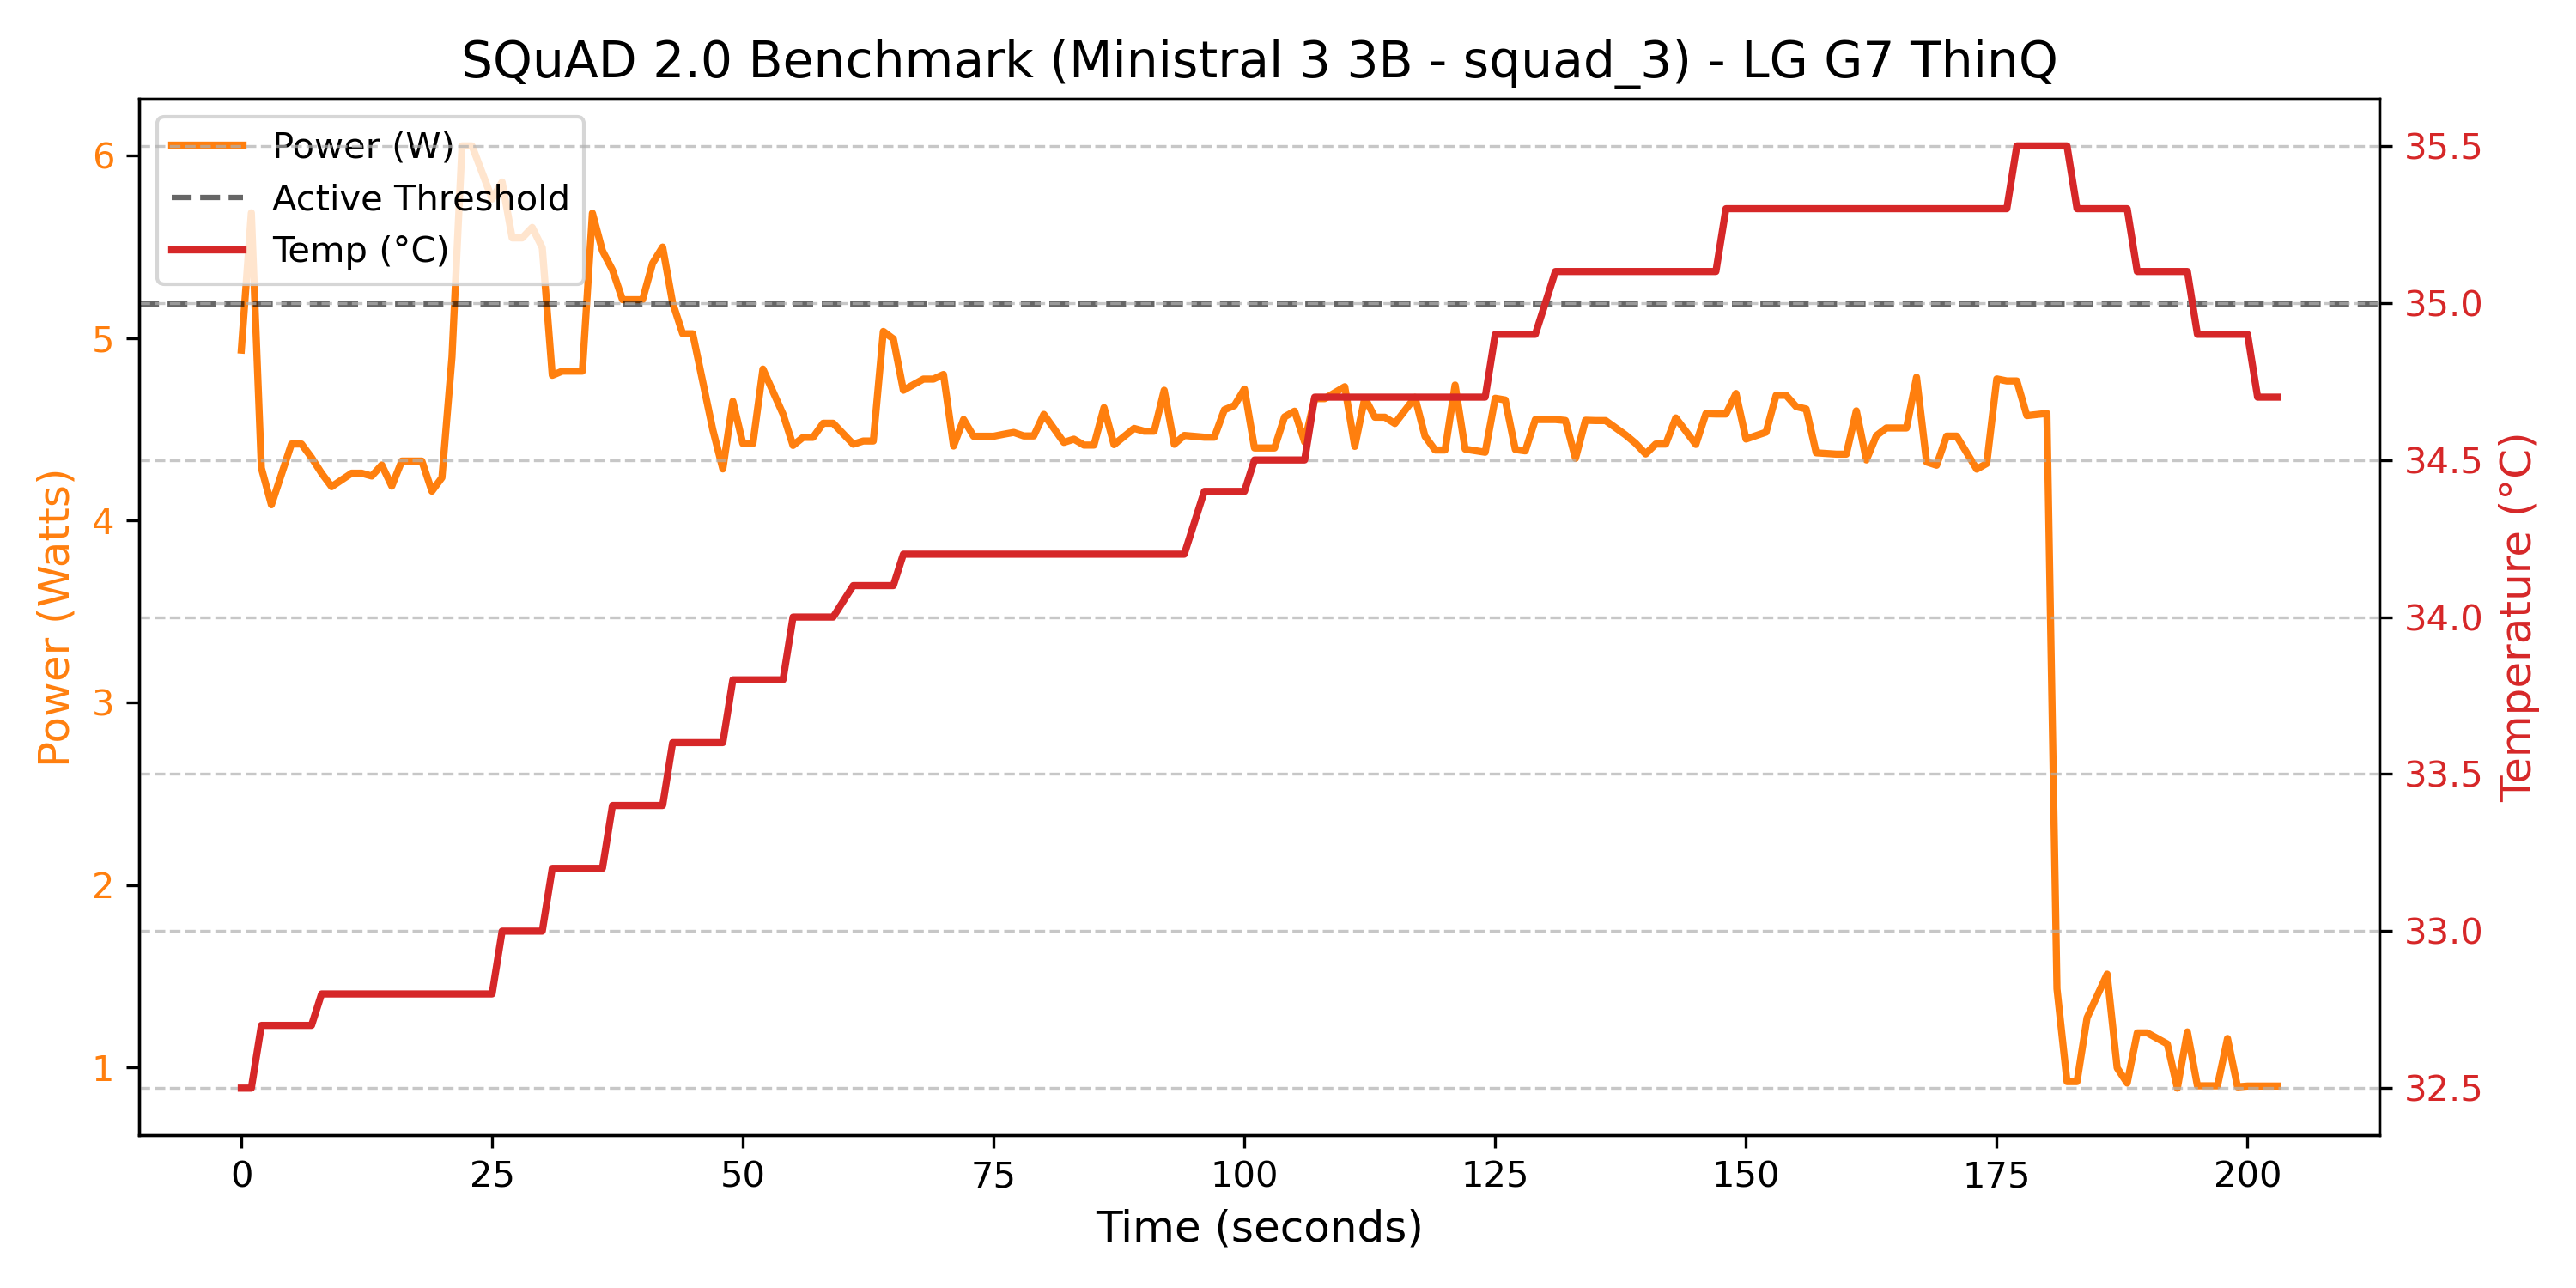 SQuAD 2.0 Benchmark (Ministral 3 3B - squad_3) - LG G7 ThinQ
Power (W)
Active Threshold
Temp (°C)
Power (Watts)
6
5
4
3
2
1
35.5
35.0
34.5
34.0
33.5
33.0
32.5
Temperature (°C)
0 25 50 75 100 125 150 175 200
Time (seconds)